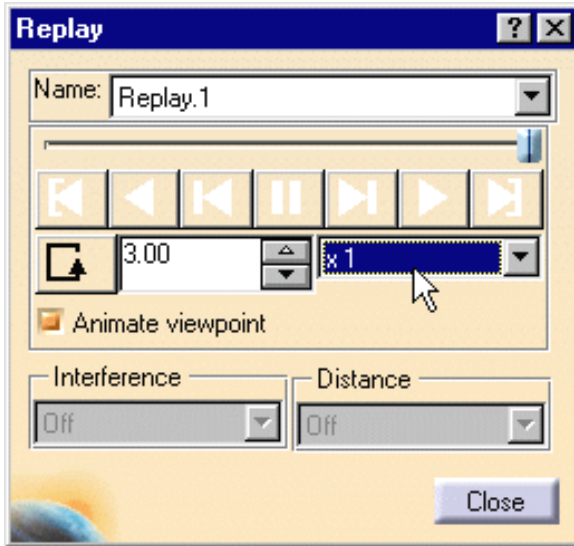 Replay
Name: Replay.1
3.00 x 1
Animate viewpoint
Interference Distance
Off Off
Close